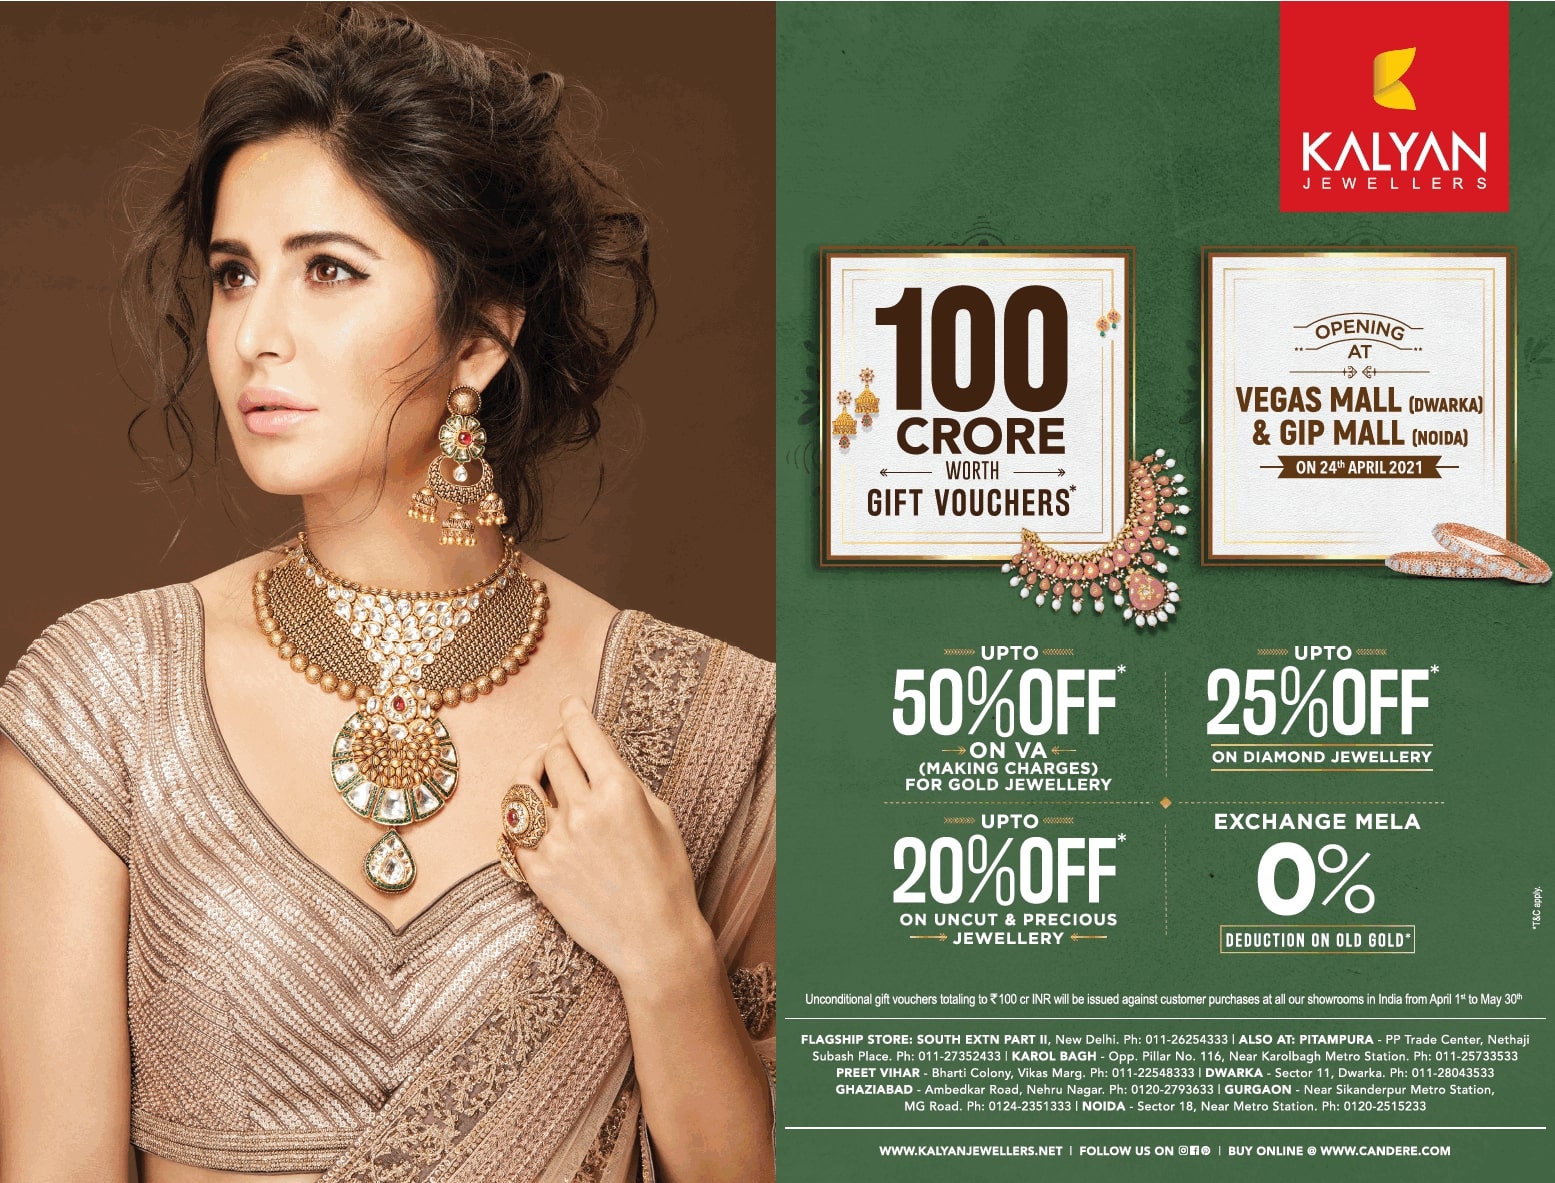 KALYAN
JEWELLERS
100
CRORE
WORTH
GIFT VOUCHERS*
OPENING
AT
VEGAS MALL (DWARKA)
& GIP MALL (NOIDA)
ON 24th APRIL 2021
UPTO
50%OFF*
ON VA
(MAKING CHARGES)
FOR GOLD JEWELLERY
UPTO
25%OFF*
ON DIAMOND JEWELLERY
UPTO
20%OFF*
ON UNCUT & PRECIOUS
JEWELLERY
EXCHANGE MELA
0%
DEDUCTION ON OLD GOLD*
*T&C apply.
Unconditional gift vouchers totaling to ₹100 cr INR will be issued against customer purchases at all our showrooms in India from April 1st to May 30th
FLAGSHIP STORE: SOUTH EXTN PART II, New Delhi. Ph: 011-26254333 | ALSO AT: PITAMPURA - PP Trade Center, Nethaji
Subash Place. Ph: 011-27352433 | KAROL BAGH - Opp. Pillar No. 116, Near Karolbagh Metro Station. Ph: 011-25733533
PREET VIHAR - Bharti Colony, Vikas Marg. Ph: 011-22548333 | DWARKA - Sector 11, Dwarka. Ph: 011-28043533
GHAZIABAD - Ambedkar Road, Nehru Nagar. Ph: 0120-2793633 | GURGAON - Near Sikanderpur Metro Station,
MG Road. Ph: 0124-2351333 | NOIDA - Sector 18, Near Metro Station. Ph: 0120-2515233
WWW.KALYANJEWELLERS.NET | FOLLOW US ON | BUY ONLINE @ WWW.CANDERE.COM